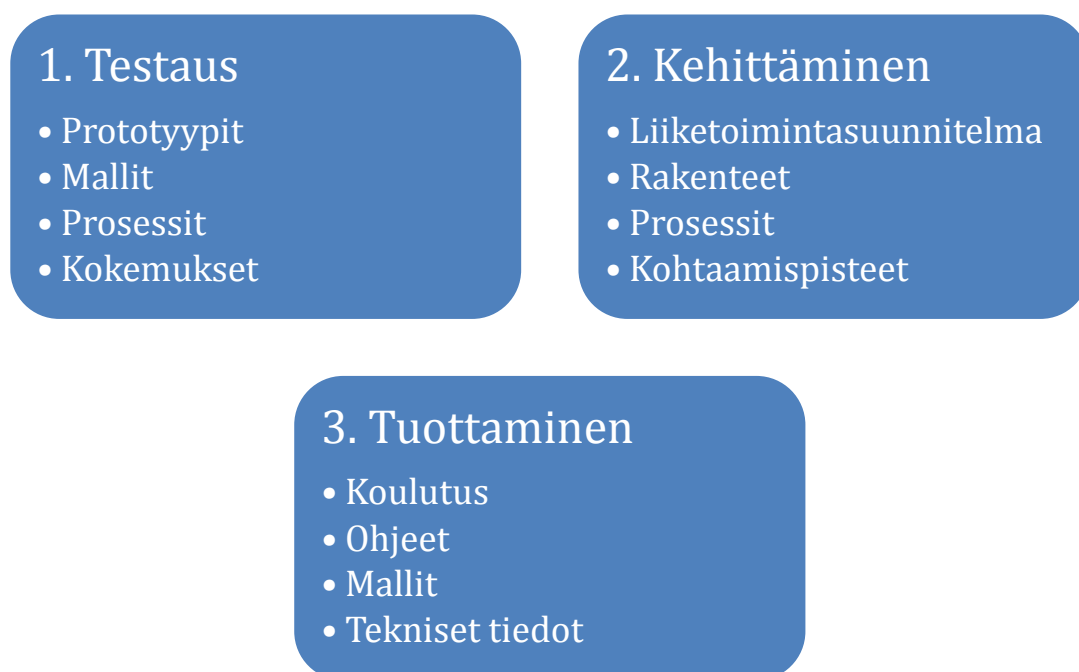 1. Testaus
• Prototyypit
• Mallit
• Prosessit
• Kokemukset
2. Kehittäminen
• Liiketoimintasuunnitelma
• Rakenteet
• Prosessit
• Kohtaamispisteet
3. Tuottaminen
• Koulutus
• Ohjeet
• Mallit
• Tekniset tiedot